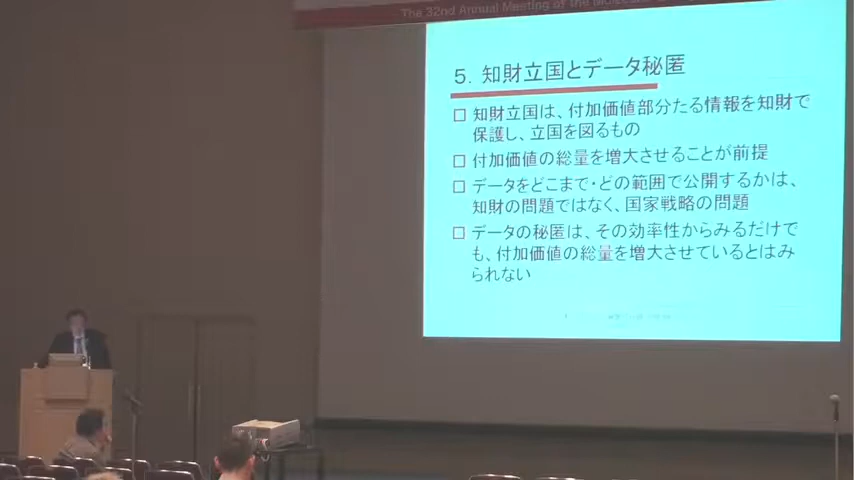 The 32nd Annual Meeting of the
5. 知財立国とデータ秘匿
□ 知財立国は、付加価値部分たる情報を知財で
保護し、立国を図るもの
□ 付加価値の総量を増大させることが前提
□ データをどこまで・どの範囲で公開するかは、
知財の問題ではなく、国家戦略の問題
□ データの秘匿は、その効率性からみるだけで
も、付加価値の総量を増大させているとはみ
られない